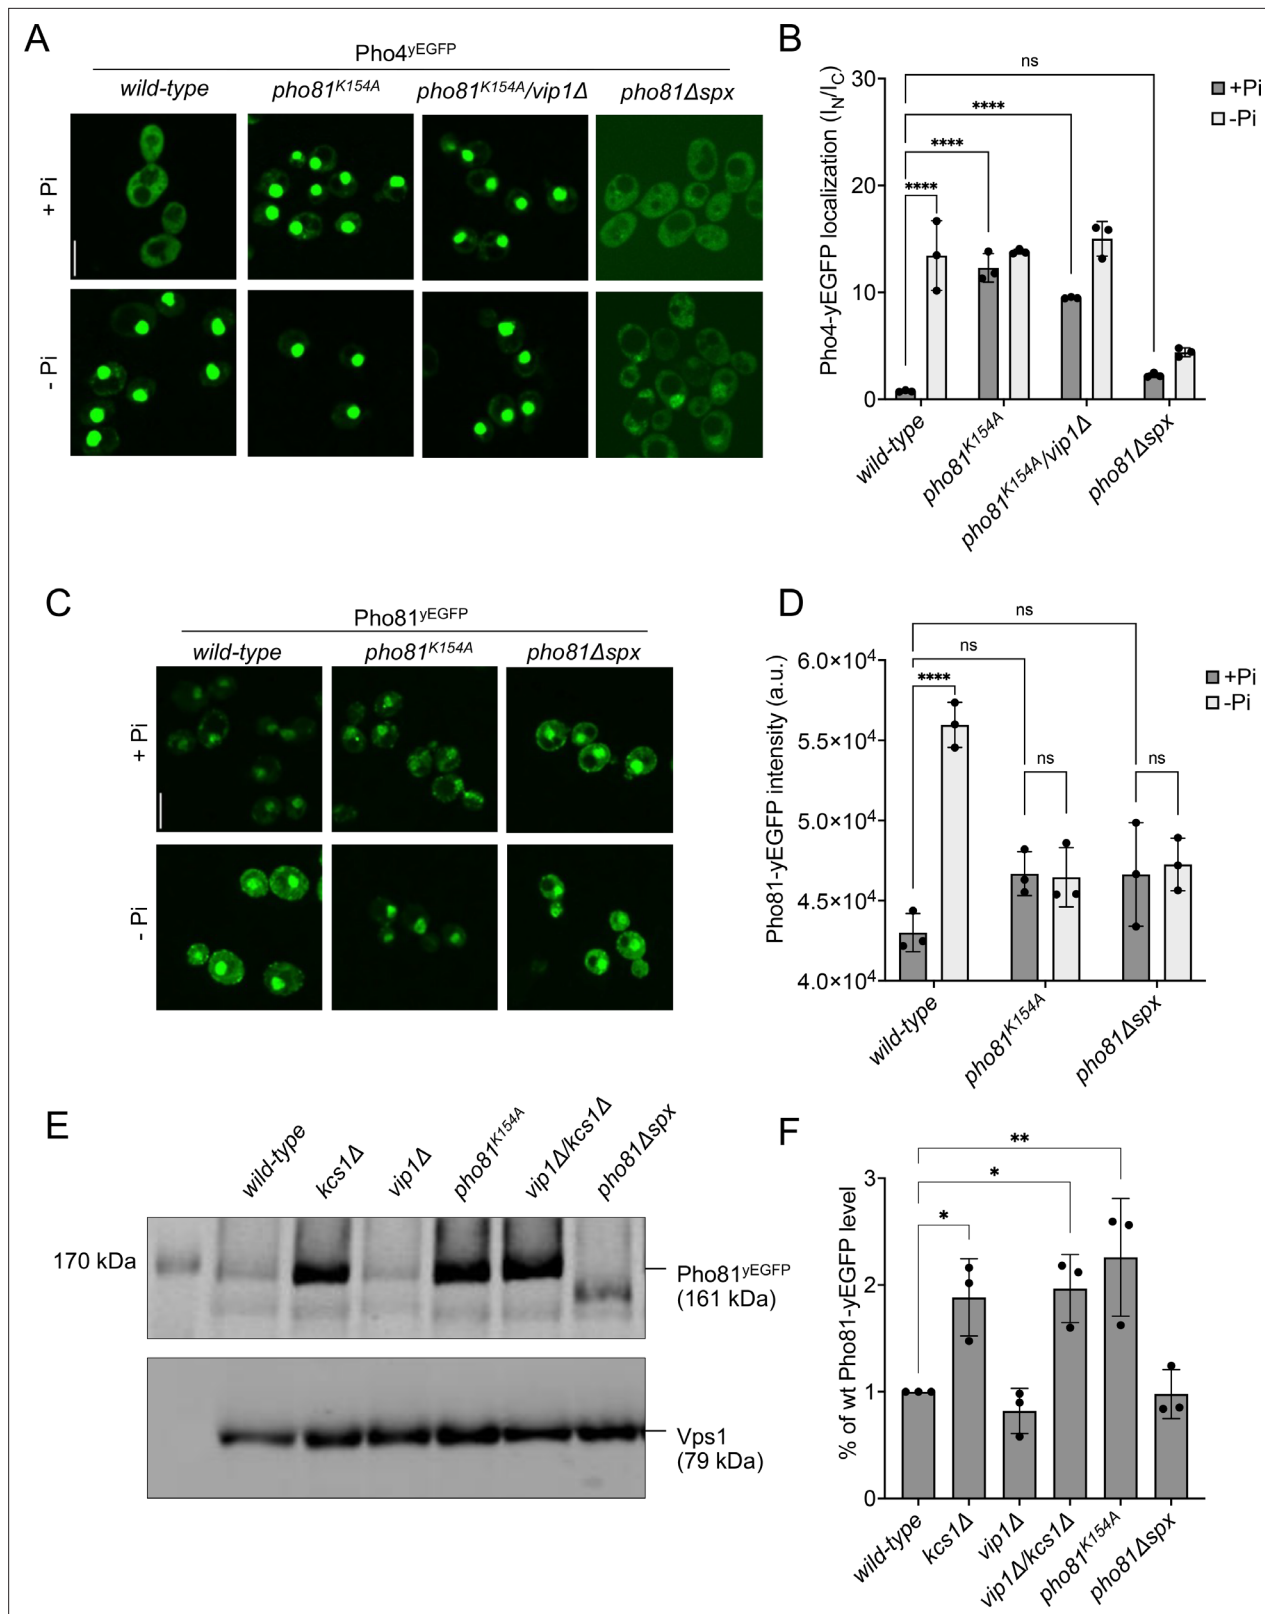 A
Pho4yEGFP
wild-type pho81K154A pho81K154A/vip1Δ pho81Δspx
+ Pi
- Pi
B
Pho4-yEGFP localization (IN/IC)
30
20
10
0
ns
****
****
****
+Pi
-Pi
wild-type
pho81K154A
pho81K154A/vip1Δ
pho81Δspx
C
Pho81yEGFP
wild-type pho81K154A pho81Δspx
+ Pi
- Pi
D
Pho81-yEGFP intensity (a.u.)
6.0×10⁴
5.5×10⁴
5.0×10⁴
4.5×10⁴
4.0×10⁴
ns
ns
****
ns
ns
+Pi
-Pi
wild-type
pho81K154A
pho81Δspx
E
wild-type
kcs1Δ
vip1Δ
pho81K154A
vip1Δ/kcs1Δ
pho81Δspx
170 kDa
Pho81yEGFP
(161 kDa)
Vps1
(79 kDa)
F
% of wt Pho81-yEGFP level
3
2
1
0
**
*
*
wild-type
kcs1Δ
vip1Δ
vip1Δ/kcs1Δ
pho81K154A
pho81Δspx